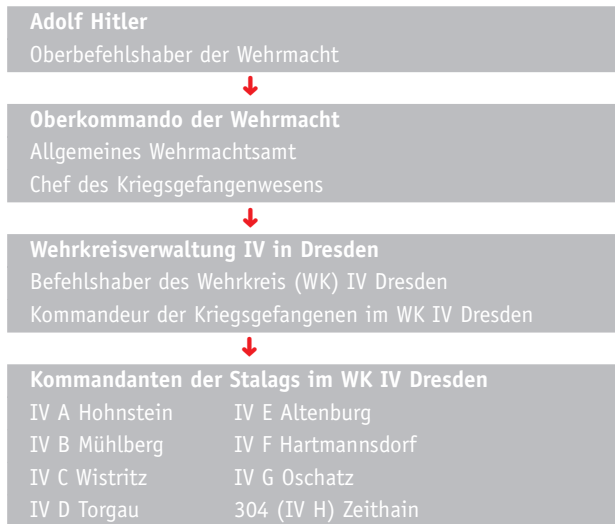 Adolf Hitler
Oberbefehlshaber der Wehrmacht
Oberkommando der Wehrmacht
Allgemeines Wehrmachtsamt
Chef des Kriegsgefangenwesens
Wehrkreisverwaltung IV in Dresden
Befehlshaber des Wehrkreis (WK) IV Dresden
Kommandeur der Kriegsgefangenen im WK IV Dresden
Kommandanten der Stalags im WK IV Dresden
IV A Hohnstein IV E Altenburg
IV B Mühlberg IV F Hartmannsdorf
IV C Wistritz IV G Oschatz
IV D Torgau 304 (IV H) Zeithain